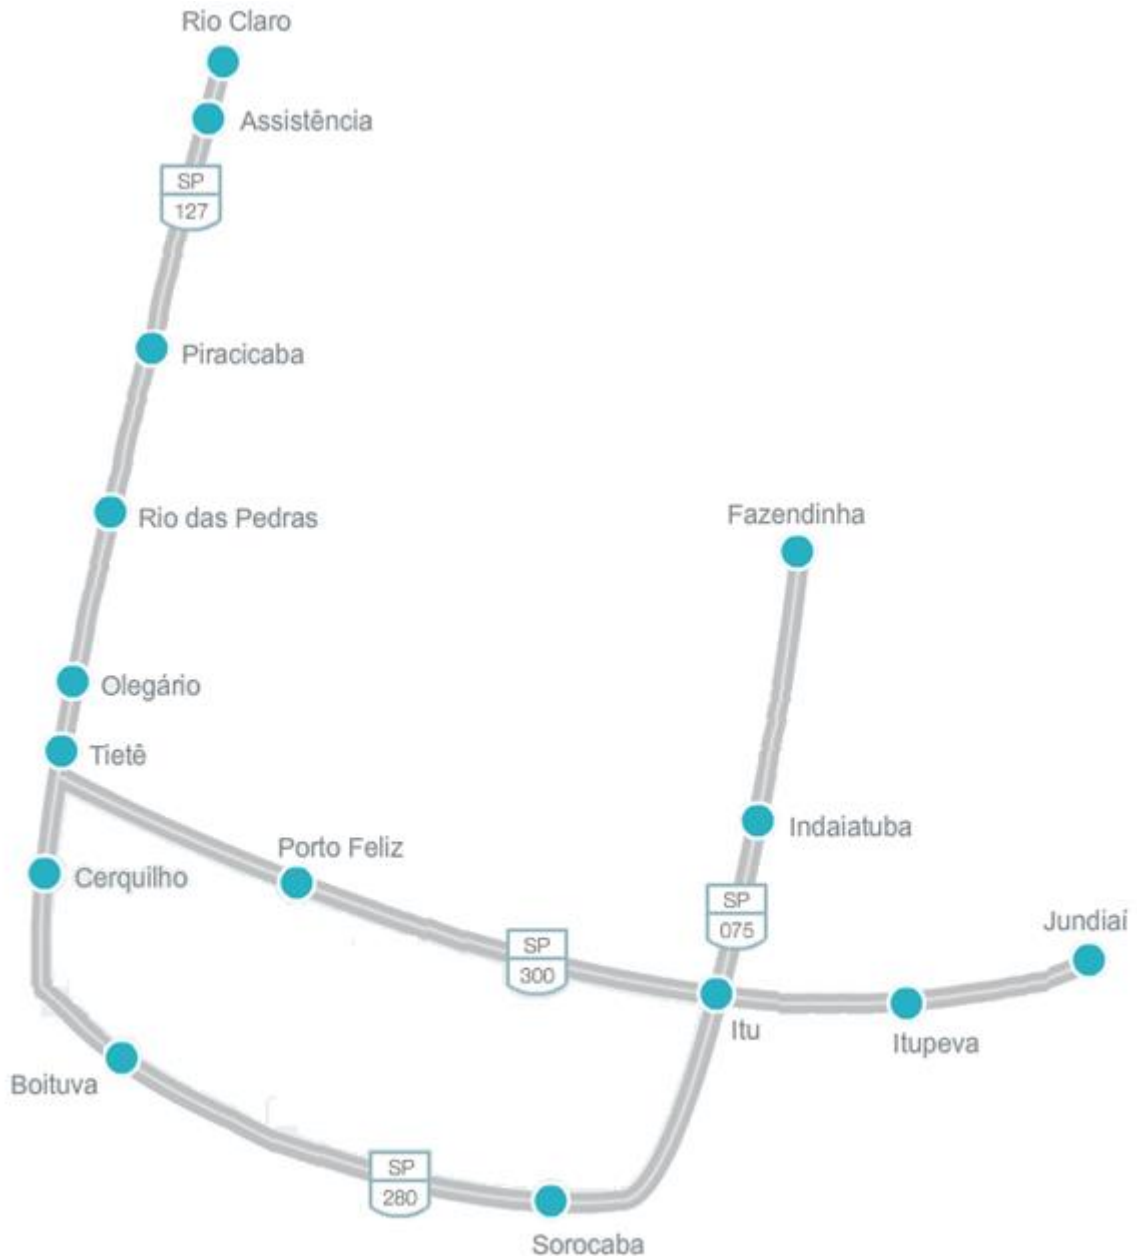 Rio Claro
Assistência
SP
127
Piracicaba
Rio das Pedras
Fazendinha
Olegário
Tietê
Indaiatuba
Porto Feliz
Cerquilho
SP
075
Jundiaí
SP
300
Itu
Itupeva
Boituva
SP
280
Sorocaba